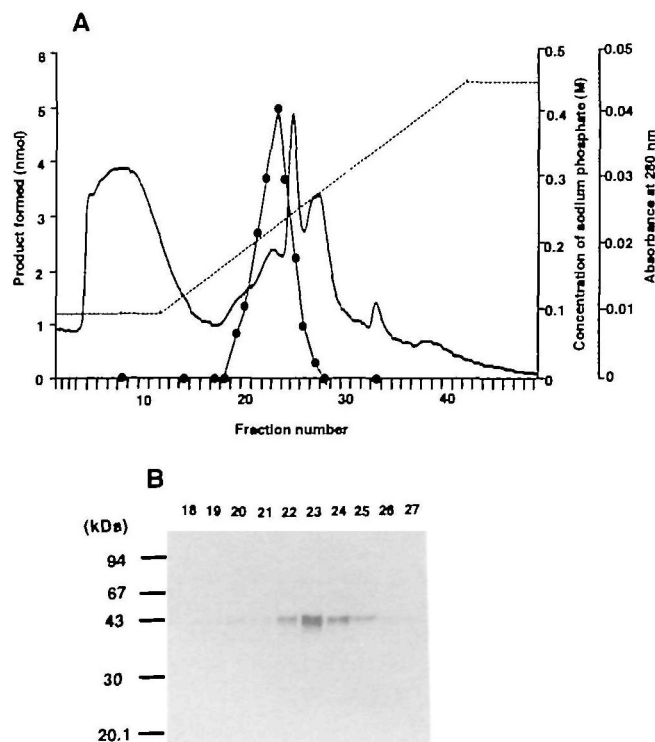 A
8
5
4
3
2
1
0
Product formed (nmol)
0.5
0.4
0.3
0.2
0.1
0
Concentration of sodium phosphate (M)
0.05
0.04
0.03
0.02
0.01
0
Absorbance at 280 nm
10 20 30 40
Fraction number
B
18 19 20 21 22 23 24 25 26 27
(kDa)
94
67
43
30
20.1